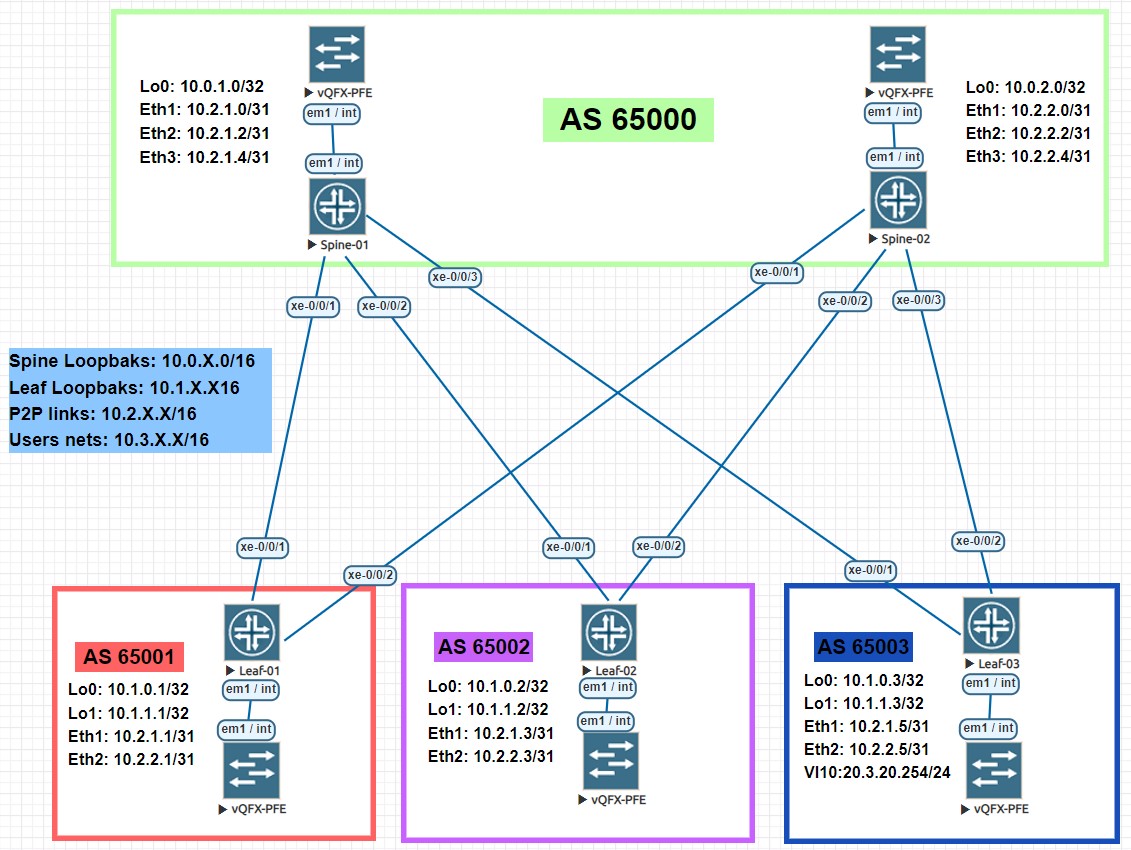 vQFX-PFE
em1 / int
em1 / int
Spine-01
Lo0: 10.0.1.0/32
Eth1: 10.2.1.0/31
Eth2: 10.2.1.2/31
Eth3: 10.2.1.4/31
AS 65000
vQFX-PFE
em1 / int
em1 / int
Spine-02
Lo0: 10.0.2.0/32
Eth1: 10.2.2.0/31
Eth2: 10.2.2.2/31
Eth3: 10.2.2.4/31
xe-0/0/1
xe-0/0/2
xe-0/0/3
xe-0/0/1
xe-0/0/2
xe-0/0/3
Spine Loopbaks: 10.0.X.0/16
Leaf Loopbaks: 10.1.X.X16
P2P links: 10.2.X.X/16
Users nets: 10.3.X.X/16
xe-0/0/1
xe-0/0/2
xe-0/0/1
xe-0/0/2
xe-0/0/1
xe-0/0/2
AS 65001
Lo0: 10.1.0.1/32
Lo1: 10.1.1.1/32
Eth1: 10.2.1.1/31
Eth2: 10.2.2.1/31
Leaf-01
em1 / int
em1 / int
vQFX-PFE
AS 65002
Lo0: 10.1.0.2/32
Lo1: 10.1.1.2/32
Eth1: 10.2.1.3/31
Eth2: 10.2.2.3/31
Leaf-02
em1 / int
em1 / int
vQFX-PFE
AS 65003
Lo0: 10.1.0.3/32
Lo1: 10.1.1.3/32
Eth1: 10.2.1.5/31
Eth2: 10.2.2.5/31
Vl10:20.3.20.254/24
Leaf-03
em1 / int
em1 / int
vQFX-PFE